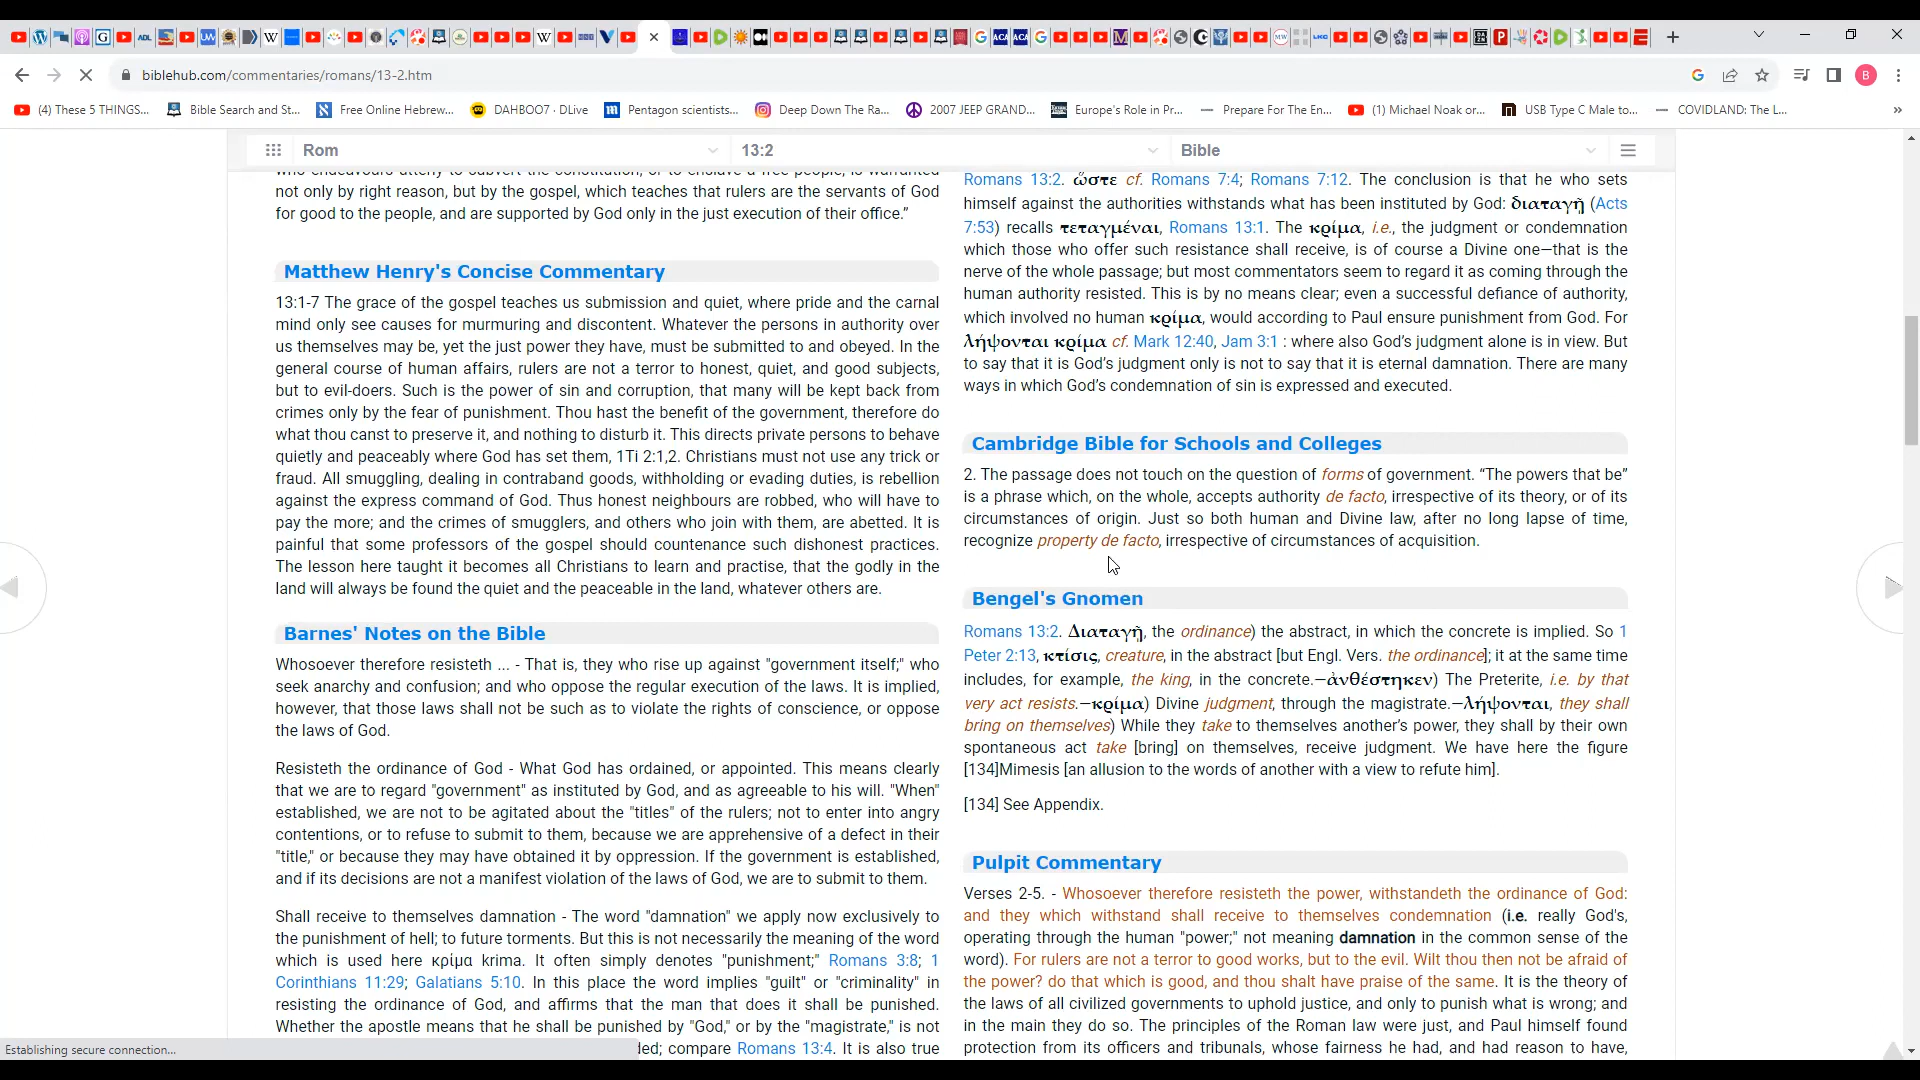 biblehub.com/commentaries/romans/13-2.htm
B
(4) These 5 THINGS...
Bible Search and St...
Free Online Hebrew...
DAHBOO7 · DLive
Pentagon scientists...
Deep Down The Ra...
2007 JEEP GRAND...
Europe's Role in Pr...
Prepare For The En...
(1) Michael Noak or...
USB Type C Male to...
COVIDLAND: The L...
»
Rom
13:2
Bible
who endeavours utterly to subvert the constitution, or to enslave a free people, is warranted
not only by right reason, but by the gospel, which teaches that rulers are the servants of God
for good to the people, and are supported by God only in the just execution of their office.”
Matthew Henry's Concise Commentary
13:1-7 The grace of the gospel teaches us submission and quiet, where pride and the carnal
mind only see causes for murmuring and discontent. Whatever the persons in authority over
us themselves may be, yet the just power they have, must be submitted to and obeyed. In the
general course of human affairs, rulers are not a terror to honest, quiet, and good subjects,
but to evil-doers. Such is the power of sin and corruption, that many will be kept back from
crimes only by the fear of punishment. Thou hast the benefit of the government, therefore do
what thou canst to preserve it, and nothing to disturb it. This directs private persons to behave
quietly and peaceably where God has set them, 1Ti 2:1,2. Christians must not use any trick or
fraud. All smuggling, dealing in contraband goods, withholding or evading duties, is rebellion
against the express command of God. Thus honest neighbours are robbed, who will have to
pay the more; and the crimes of smugglers, and others who join with them, are abetted. It is
painful that some professors of the gospel should countenance such dishonest practices.
The lesson here taught it becomes all Christians to learn and practise, that the godly in the
land will always be found the quiet and the peaceable in the land, whatever others are.
Barnes' Notes on the Bible
Whosoever therefore resisteth ... - That is, they who rise up against "government itself;" who
seek anarchy and confusion; and who oppose the regular execution of the laws. It is implied,
however, that those laws shall not be such as to violate the rights of conscience, or oppose
the laws of God.
Resisteth the ordinance of God - What God has ordained, or appointed. This means clearly
that we are to regard "government" as instituted by God, and as agreeable to his will. "When"
established, we are not to be agitated about the "titles" of the rulers; not to enter into angry
contentions, or to refuse to submit to them, because we are apprehensive of a defect in their
"title," or because they may have obtained it by oppression. If the government is established,
and if its decisions are not a manifest violation of the laws of God, we are to submit to them.
Shall receive to themselves damnation - The word "damnation" we apply now exclusively to
the punishment of hell; to future torments. But this is not necessarily the meaning of the word
which is used here κρίμα krima. It often simply denotes "punishment;" Romans 3:8; 1
Corinthians 11:29; Galatians 5:10. In this place the word implies "guilt" or "criminality" in
resisting the ordinance of God, and affirms that the man that does it shall be punished.
Whether the apostle means that he shall be punished by "God," or by the "magistrate," is not
ded; compare Romans 13:4. It is also true
Romans 13:2. ὥστε cf. Romans 7:4; Romans 7:12. The conclusion is that he who sets
himself against the authorities withstands what has been instituted by God: διαταγῇ (Acts
7:53) recalls τεταγμέναι, Romans 13:1. The κρίμα, i.e., the judgment or condemnation
which those who offer such resistance shall receive, is of course a Divine one—that is the
nerve of the whole passage; but most commentators seem to regard it as coming through the
human authority resisted. This is by no means clear; even a successful defiance of authority,
which involved no human κρίμα, would according to Paul ensure punishment from God. For
λήψονται κρίμα cf. Mark 12:40, Jam 3:1 : where also God’s judgment alone is in view. But
to say that it is God’s judgment only is not to say that it is eternal damnation. There are many
ways in which God’s condemnation of sin is expressed and executed.
Cambridge Bible for Schools and Colleges
2. The passage does not touch on the question of forms of government. “The powers that be”
is a phrase which, on the whole, accepts authority de facto, irrespective of its theory, or of its
circumstances of origin. Just so both human and Divine law, after no long lapse of time,
recognize property de facto, irrespective of circumstances of acquisition.
Bengel's Gnomen
Romans 13:2. Διαταγῇ, the ordinance) the abstract, in which the concrete is implied. So 1
Peter 2:13, κτίσις, creature, in the abstract [but Engl. Vers. the ordinance]; it at the same time
includes, for example, the king, in the concrete.—ἀνθέστηκεν) The Preterite, i.e. by that
very act resists.—κρίμα) Divine judgment, through the magistrate.—λήψονται, they shall
bring on themselves) While they take to themselves another’s power, they shall by their own
spontaneous act take [bring] on themselves, receive judgment. We have here the figure
[134]Mimesis [an allusion to the words of another with a view to refute him].
[134] See Appendix.
Pulpit Commentary
Verses 2-5. - Whosoever therefore resisteth the power, withstandeth the ordinance of God:
and they which withstand shall receive to themselves condemnation (i.e. really God's,
operating through the human "power;" not meaning damnation in the common sense of the
word). For rulers are not a terror to good works, but to the evil. Wilt thou then not be afraid of
the power? do that which is good, and thou shalt have praise of the same. It is the theory of
the laws of all civilized governments to uphold justice, and only to punish what is wrong; and
in the main they do so. The principles of the Roman law were just, and Paul himself found
protection from its officers and tribunals, whose fairness he had, and had reason to have,
Establishing secure connection...